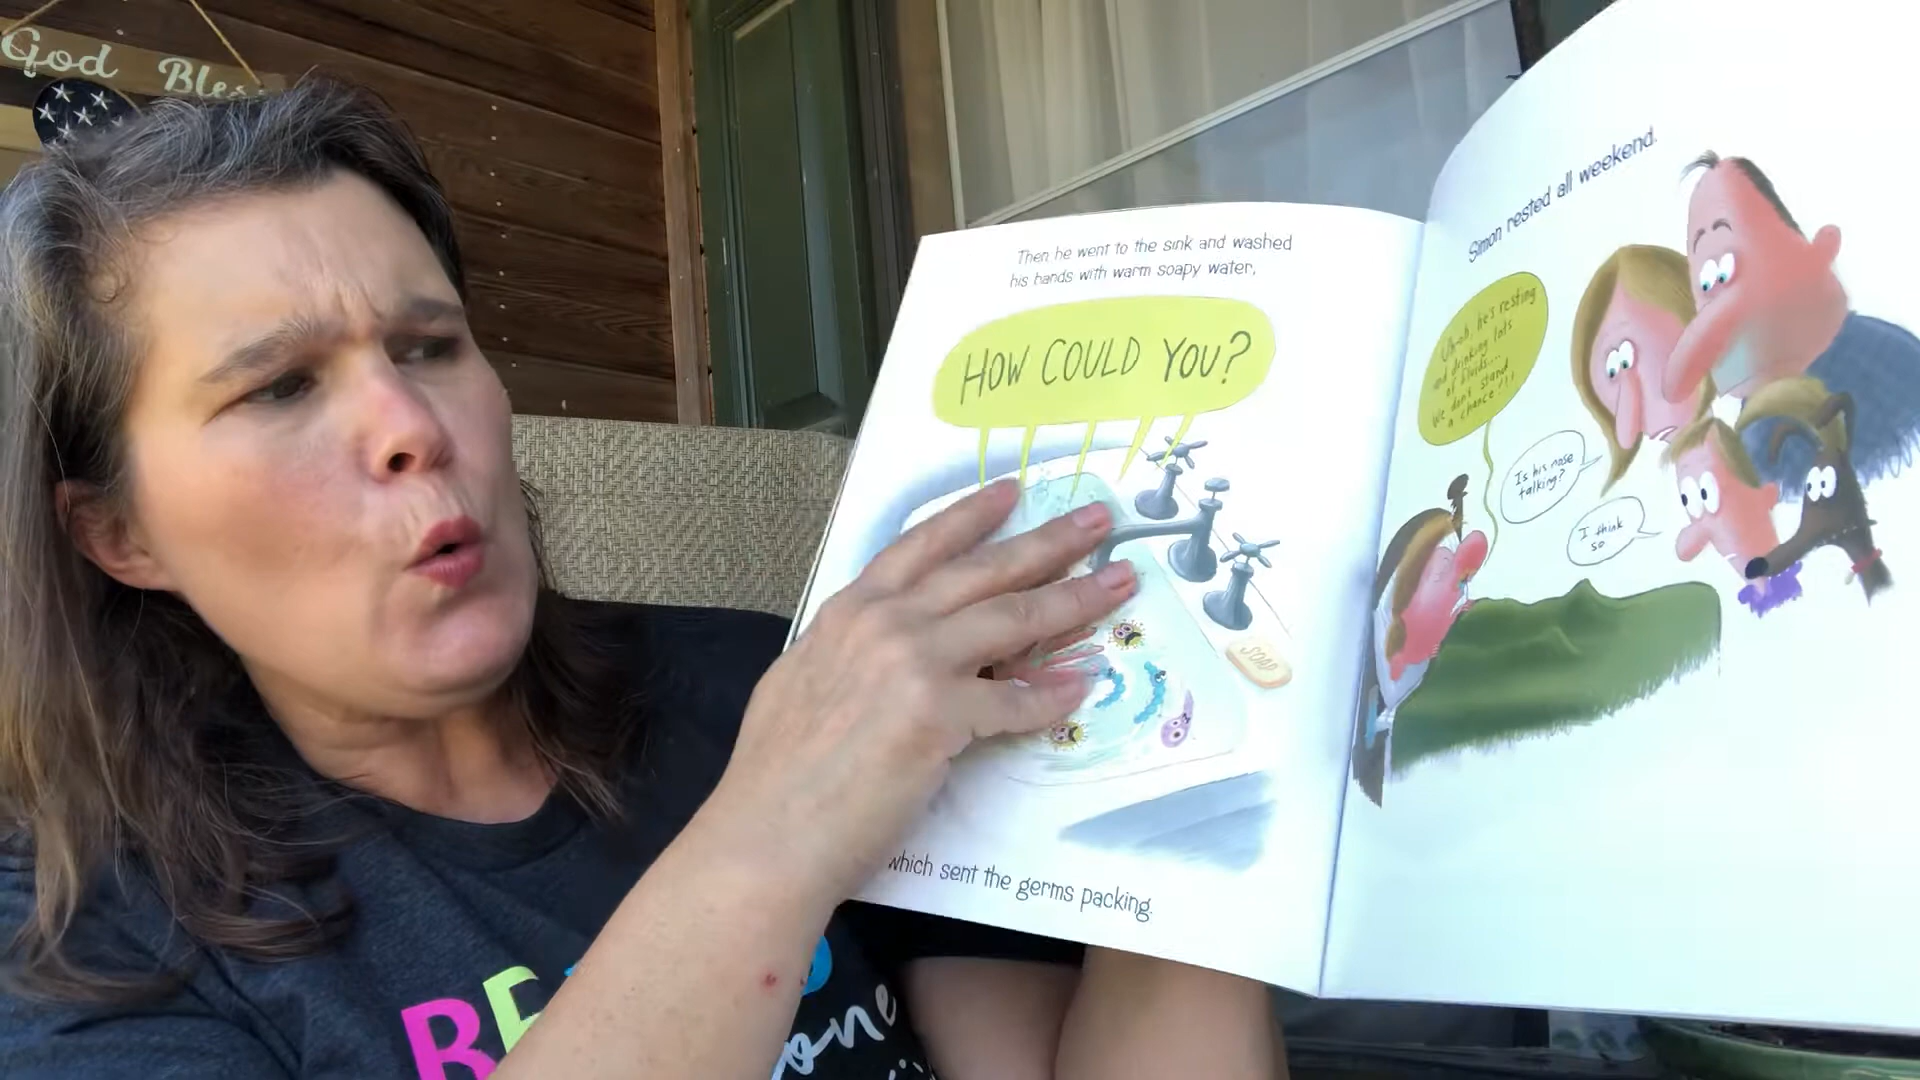 God Bles
Then he went to the sink and washed
his hands with warm soapy water,
HOW COULD YOU?
SOAP
which sent the germs packing.
Simon rested all weekend.
Uh-oh, he's resting
and drinking lots
of fluids...
We don't stand
a chance!!!
Is his nose
talking?
I think
so
one